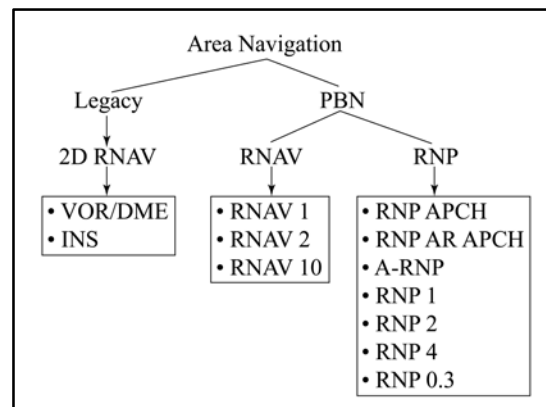 Area Navigation
Legacy
PBN
2D RNAV
RNAV
RNP
• VOR/DME
• INS
• RNAV 1
• RNAV 2
• RNAV 10
• RNP APCH
• RNP AR APCH
• A-RNP
• RNP 1
• RNP 2
• RNP 4
• RNP 0.3